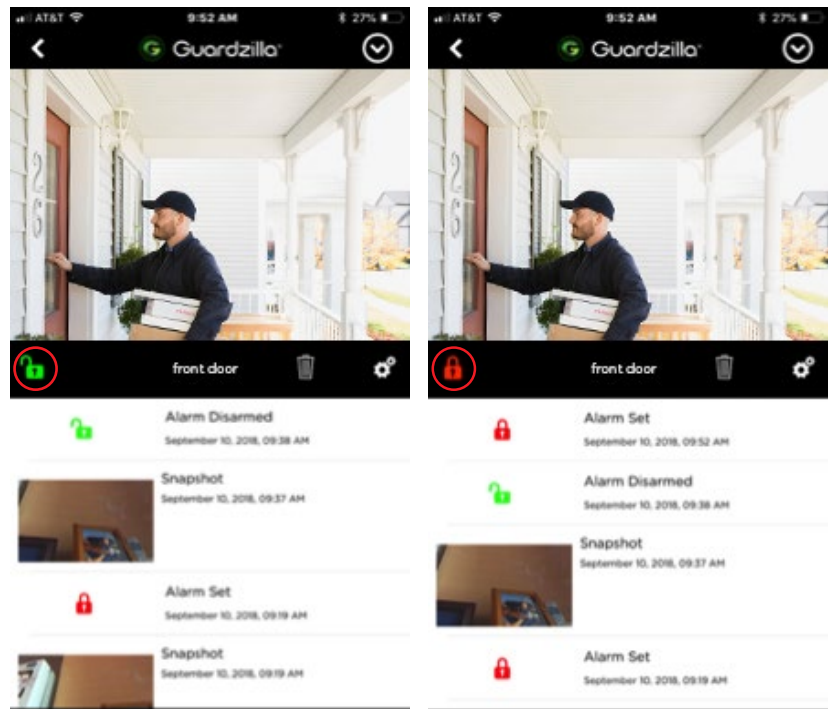 AT&T 9:52 AM 27%
Guardzilla
26
front door
Alarm Disarmed
September 10, 2018, 09:38 AM
Snapshot
September 10, 2018, 09:37 AM
Alarm Set
September 10, 2018, 09:19 AM
Snapshot
September 10, 2018, 09:19 AM
AT&T 9:52 AM 27%
Guardzilla
26
front door
Alarm Set
September 10, 2018, 09:52 AM
Alarm Disarmed
September 10, 2018, 09:38 AM
Snapshot
September 10, 2018, 09:37 AM
Alarm Set
September 10, 2018, 09:19 AM